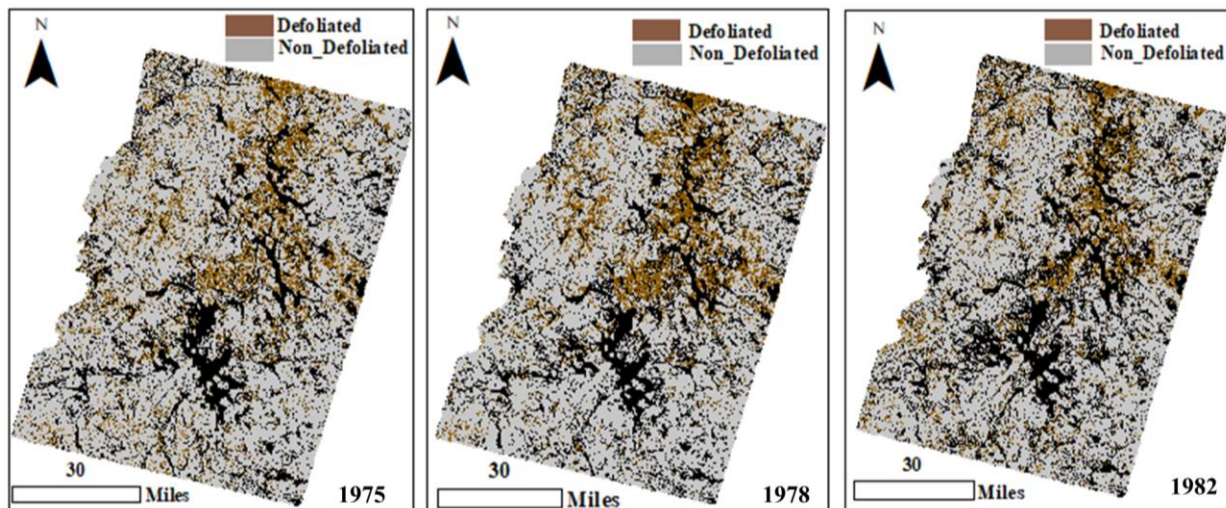 N
Defoliated
Non_Defoliated
30
Miles
1975
N
Defoliated
Non_Defoliated
30
Miles
1978
N
Defoliated
Non_Defoliated
30
Miles
1982